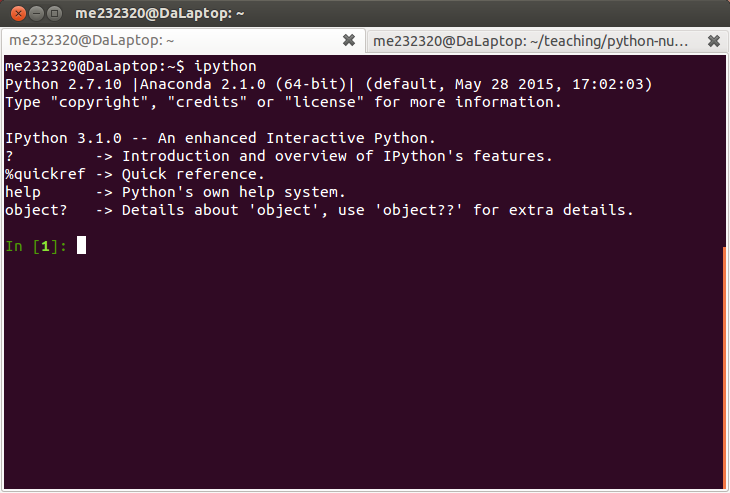 me232320@DaLaptop: ~
me232320@DaLaptop: ~
me232320@DaLaptop: ~/teaching/python-nu...
me232320@DaLaptop:~$ ipython
Python 2.7.10 |Anaconda 2.1.0 (64-bit)| (default, May 28 2015, 17:02:03)
Type "copyright", "credits" or "license" for more information.
IPython 3.1.0 -- An enhanced Interactive Python.
?         -> Introduction and overview of IPython's features.
%quickref -> Quick reference.
help      -> Python's own help system.
object?   -> Details about 'object', use 'object??' for extra details.
In [1]: